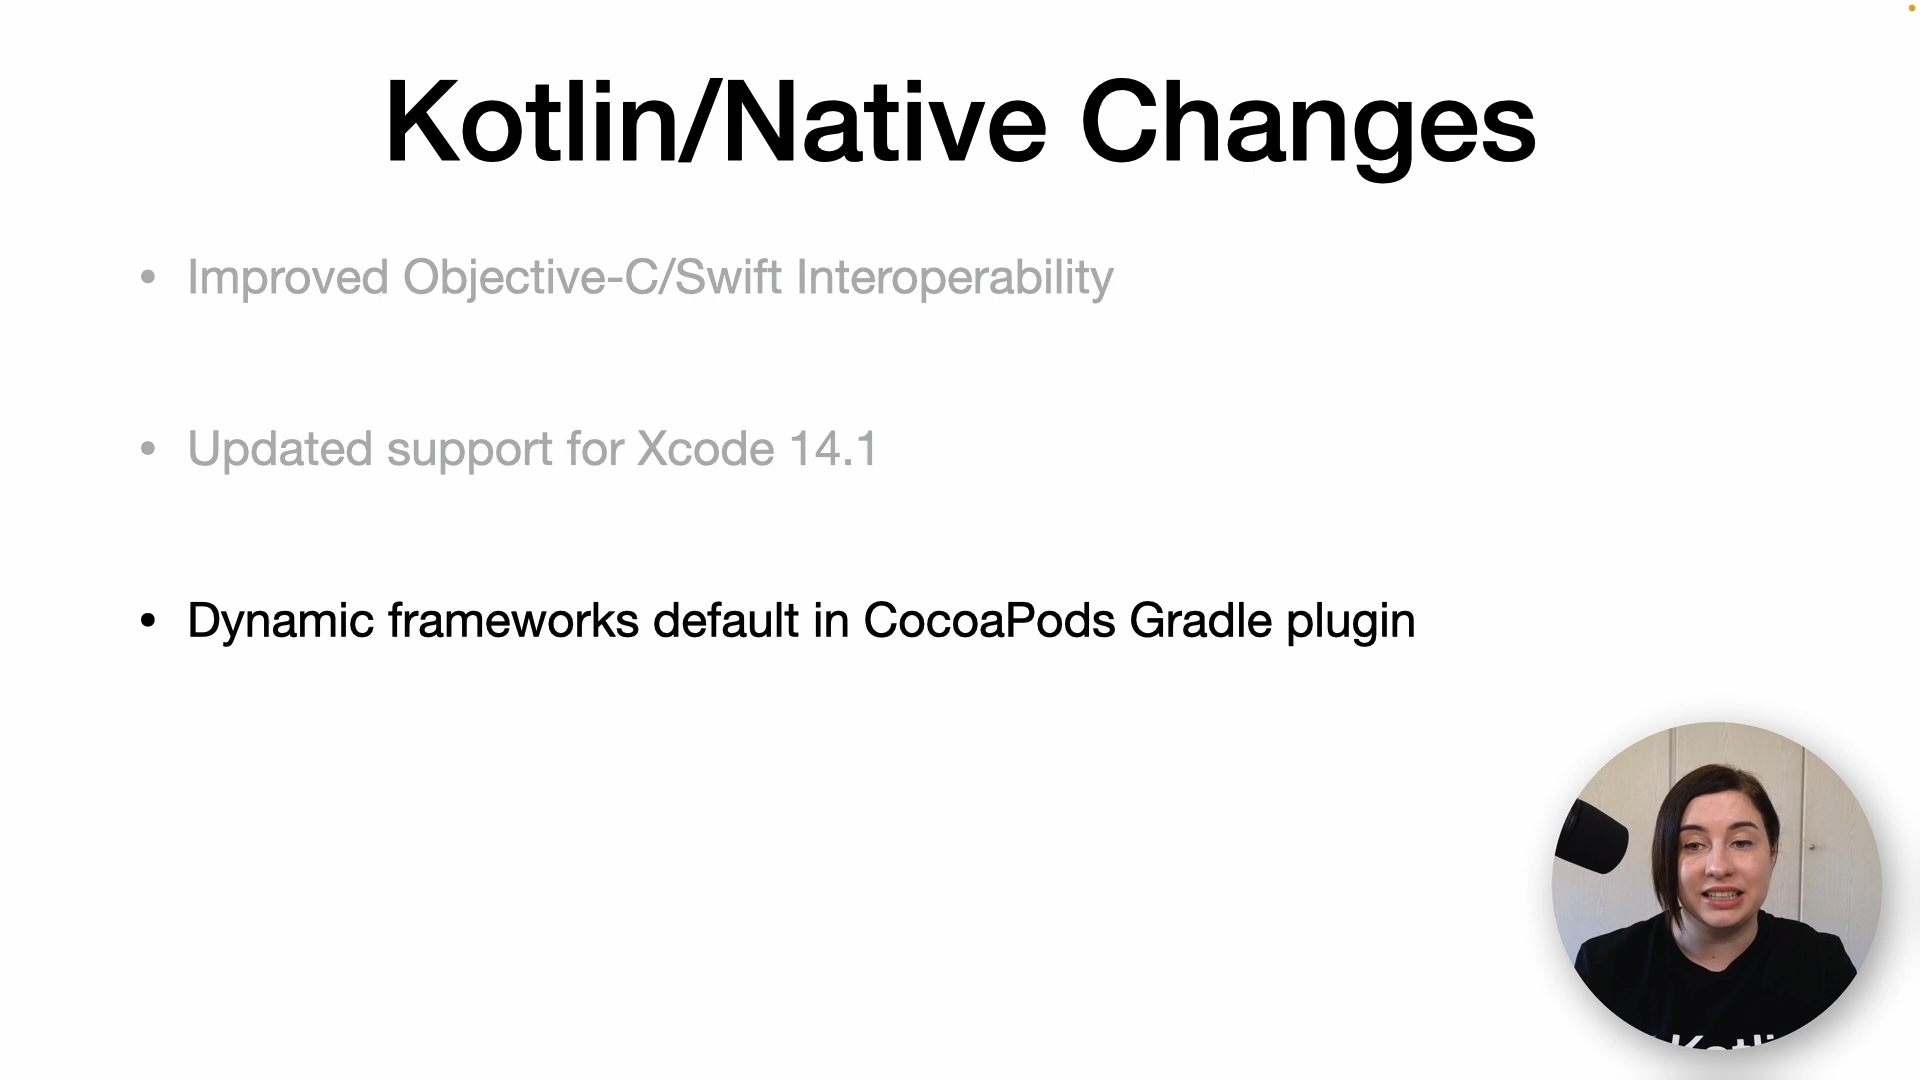 Kotlin/Native Changes
• Improved Objective-C/Swift Interoperability
• Updated support for Xcode 14.1
• Dynamic frameworks default in CocoaPods Gradle plugin